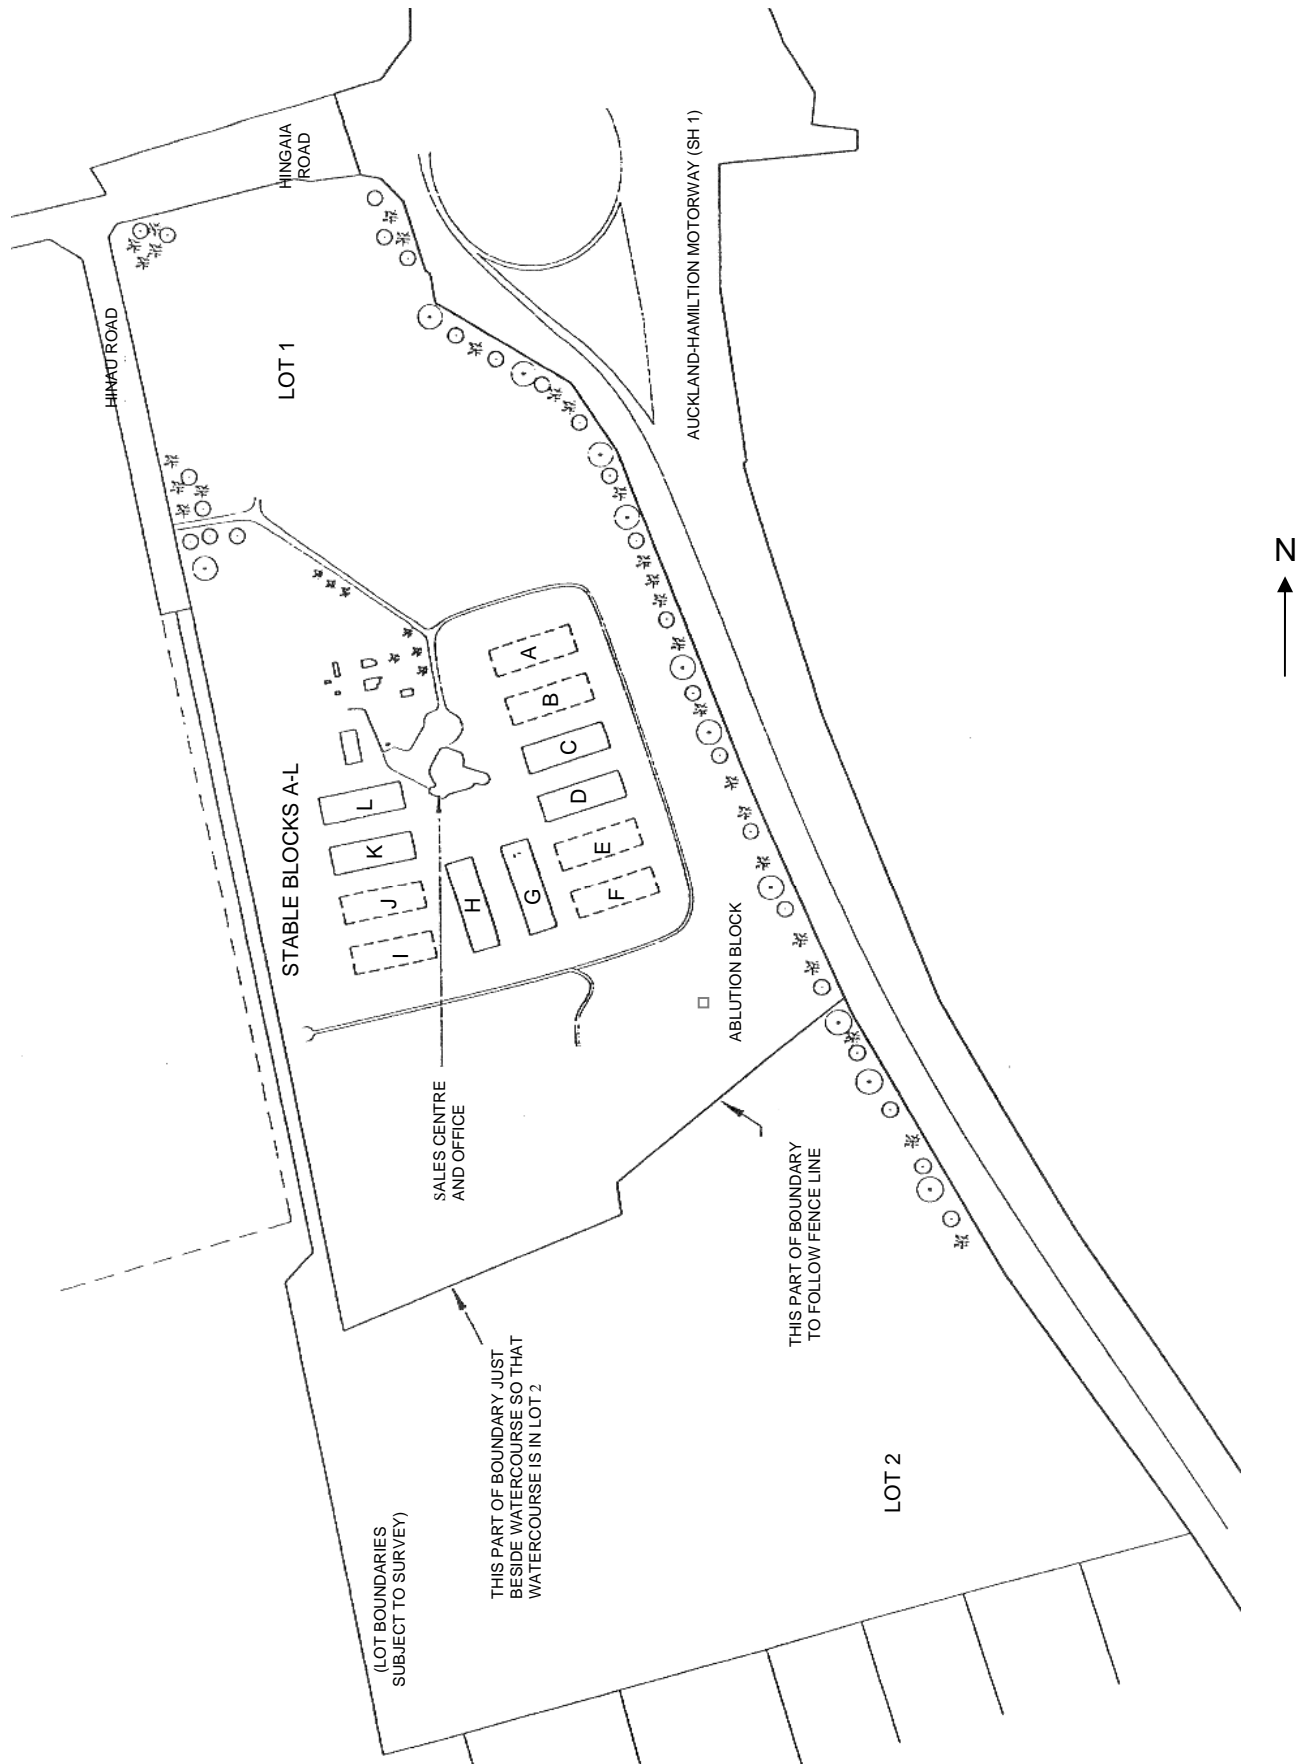 HINGAIA
ROAD
AUCKLAND-HAMILTION MOTORWAY (SH 1)
HINAU ROAD
LOT 1
N
STABLE BLOCKS A-L
A
B
C
D
E
F
G
H
I
J
K
L
ABLUTION BLOCK
SALES CENTRE
AND OFFICE
THIS PART OF BOUNDARY
TO FOLLOW FENCE LINE
THIS PART OF BOUNDARY JUST
BESIDE WATERCOURSE SO THAT
WATERCOURSE IS IN LOT 2
LOT 2
(LOT BOUNDARIES
SUBJECT TO SURVEY)